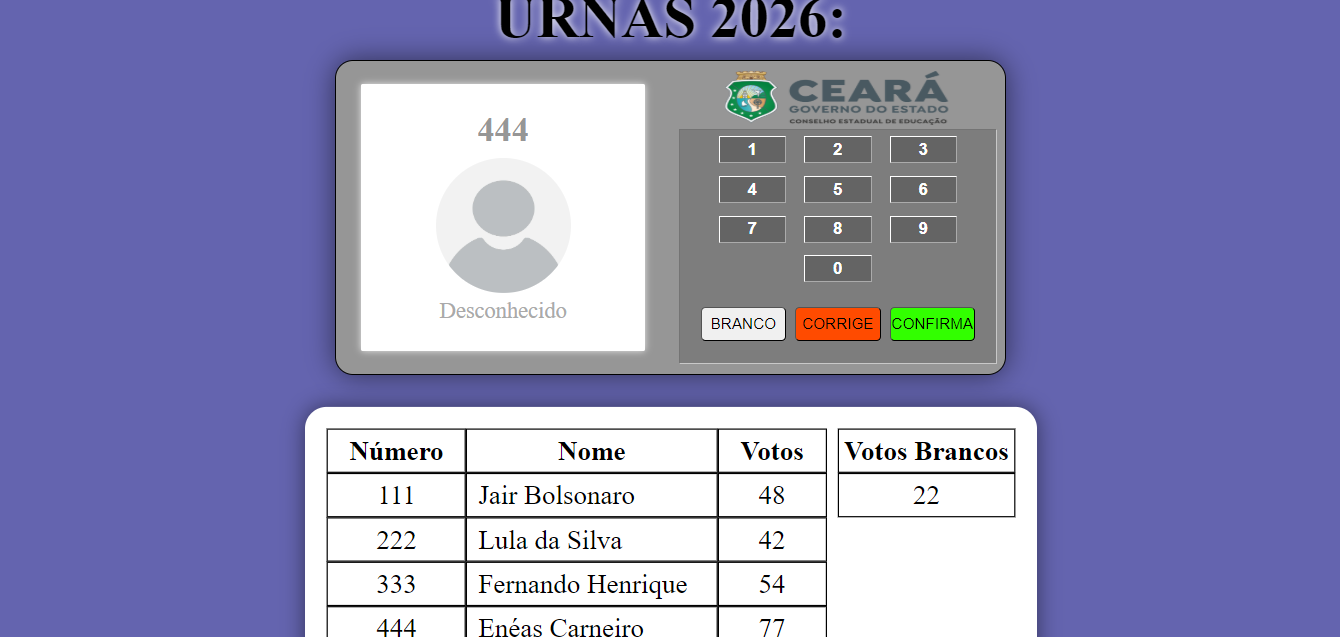 URNAS 2026:
444
Desconhecido
CEARÁ
GOVERNO DO ESTADO
CONSELHO ESTADUAL DE EDUCAÇÃO
1 2 3
4 5 6
7 8 9
0
BRANCO CORRIGE CONFIRMA
Número Nome Votos Votos Brancos
111 Jair Bolsonaro 48 22
222 Lula da Silva 42
333 Fernando Henrique 54
444 Enéas Carneiro 77